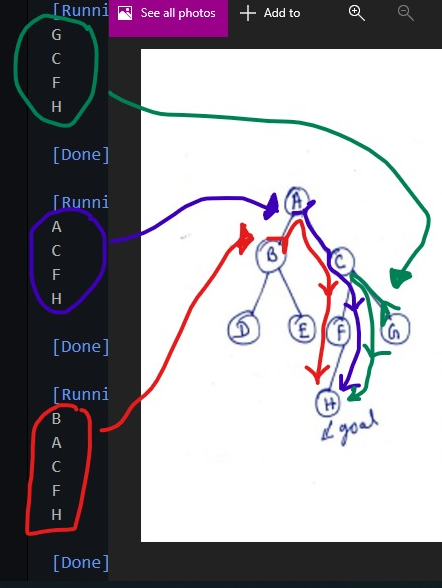 [Runni
See all photos
Add to
G
C
F
H
[Done]
[Runni
A
C
F
H
[Done]
[Runni
B
A
C
F
H
[Done]
A
B
C
D
E
F
G
H
goal